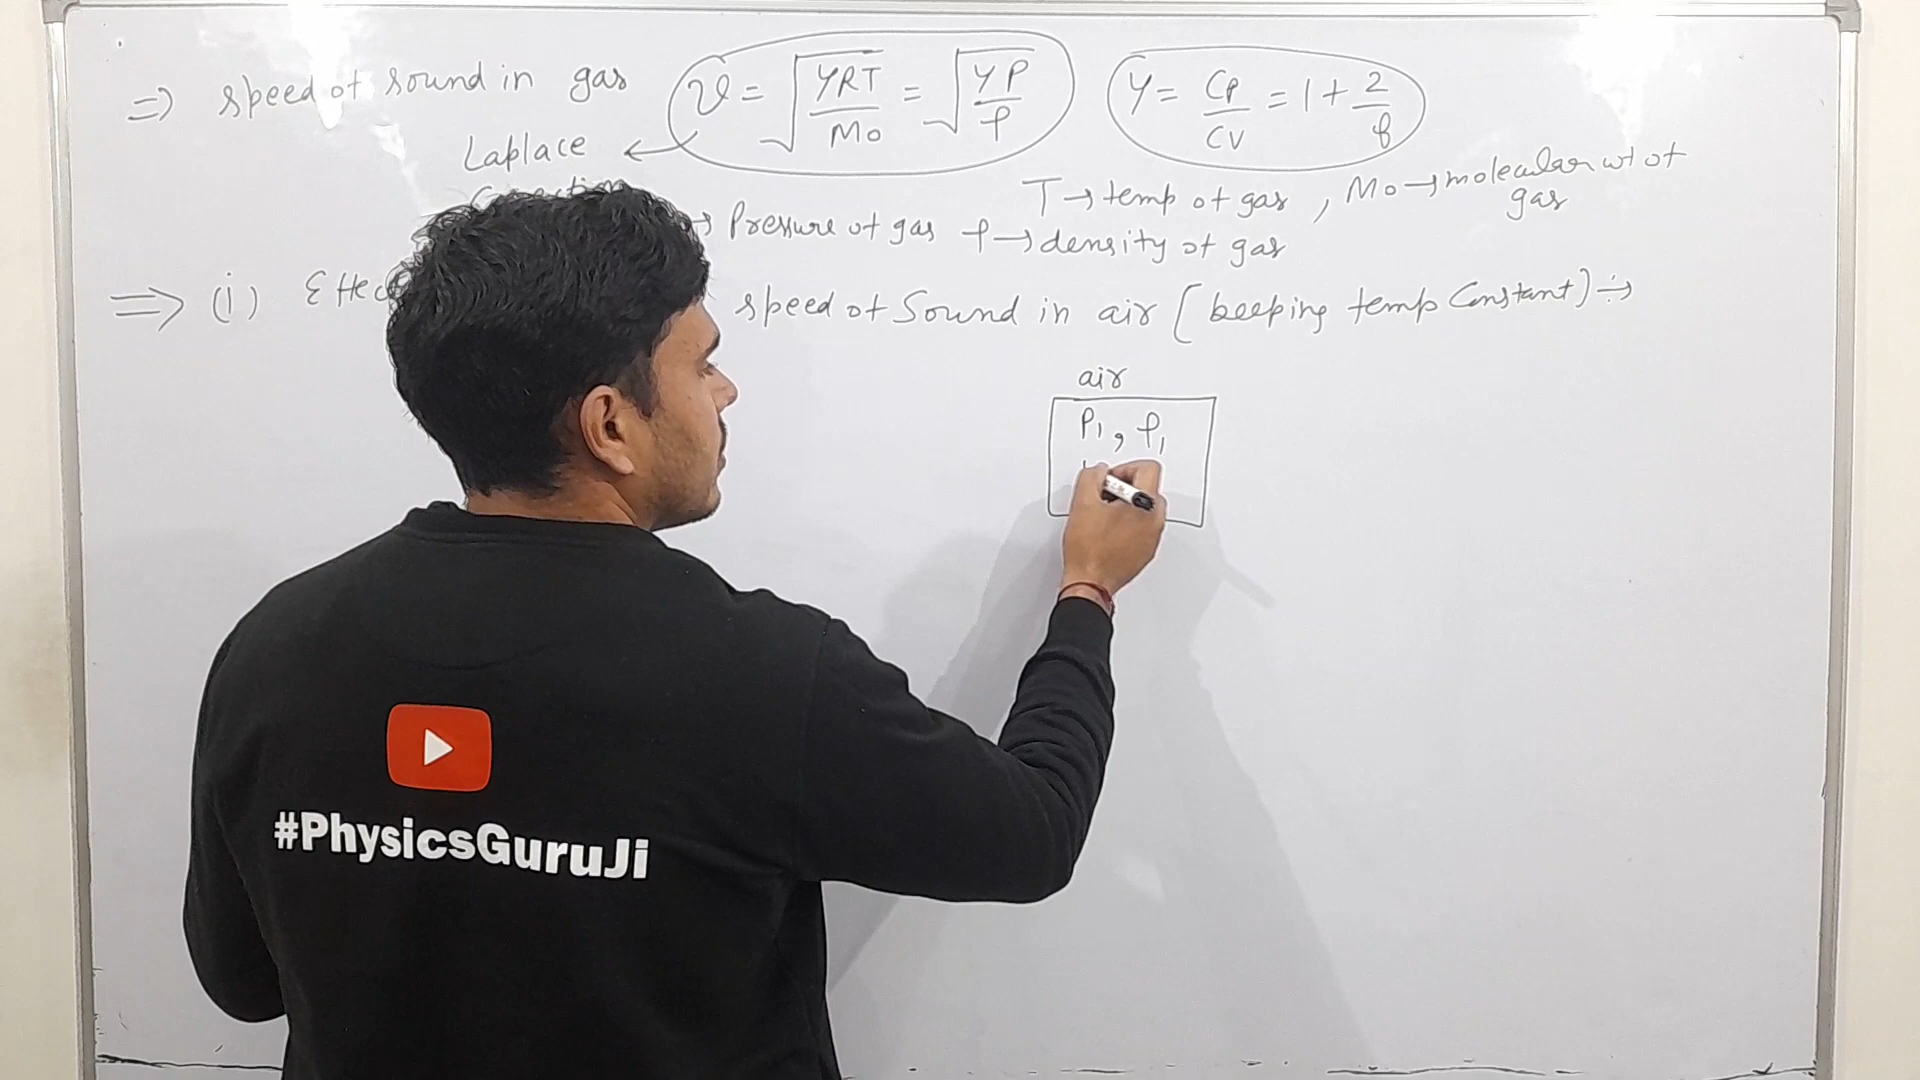 => speed of sound in gas v = √(γRT/Mo) = √(γP/ρ) γ = Cp/Cv = 1 + 2/f
Laplace ←
T → temp of gas , Mo → molecular wt of gas
→ Pressure of gas ρ → density of gas
=> (i) speed of Sound in air [keeping temp Constant) :→
air
P1 , ρ1
#PhysicsGuruJi